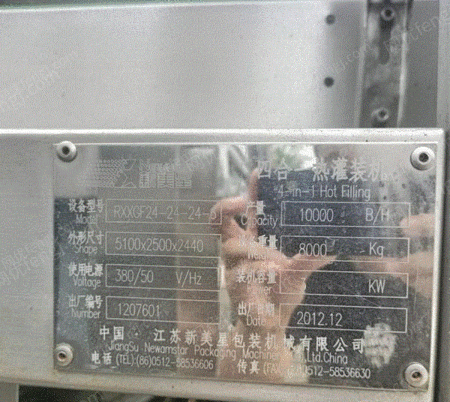 四合一热灌装机
4-in-1 Hot Filling
设备型号 Model RXXGF24-24-24-8J 产量 Capacity 10000 B/H
外形尺寸 Shape 5100x2500x2440 重量 8000 Kg
使用电源 Voltage 380/50 V/Hz 装机容量 KW
出厂编号 Number 1207601 出厂日期 Date 2012.12
中国·江苏新美星包装机械有限公司
JiangSu Newamstar Packaging Machinery Co., Ltd.China
电话 (TEL):(86)0512-58536606 传真(FAX) 0512-58536630